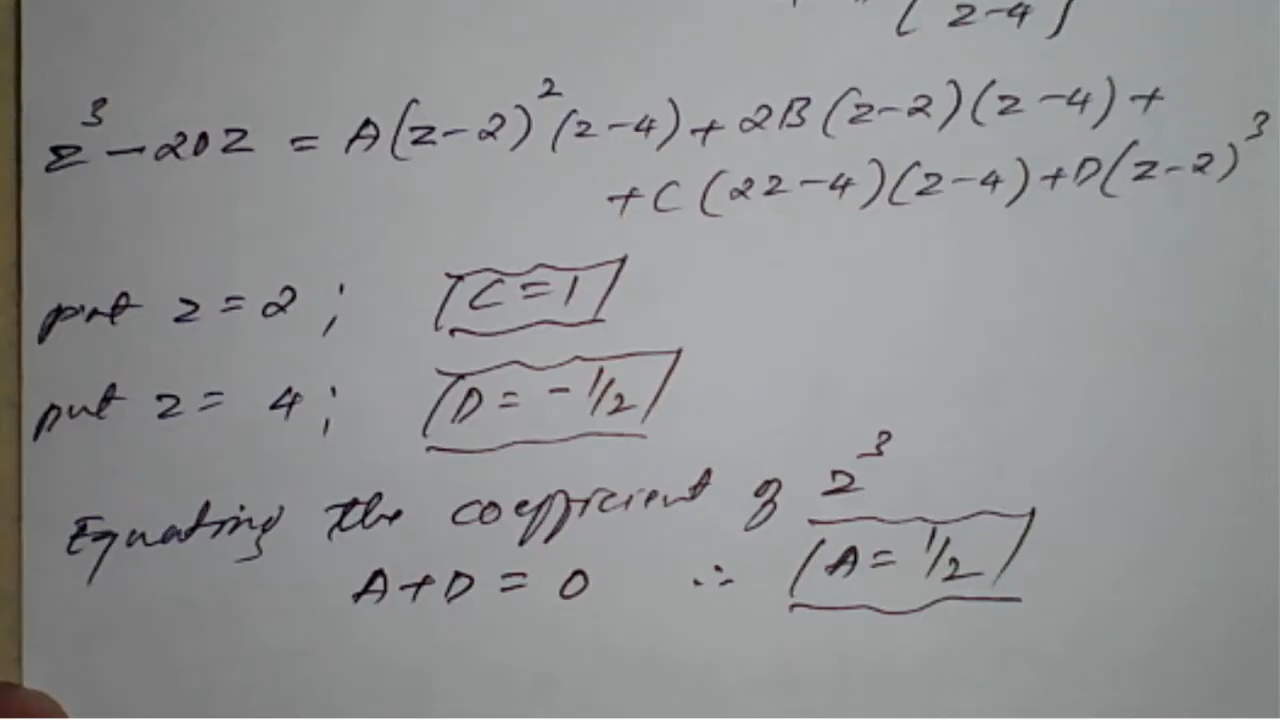 (z-4)
z³ - 20z = A(z-2)²(z-4) + 2B(z-2)(z-4) +
+ C(2z-4)(z-4) + D(z-2)³
put z = 2 ; C = 1
put z = 4 ; D = -1/2
Equating the coefficient of z³
A+D = 0 ∴ A = 1/2